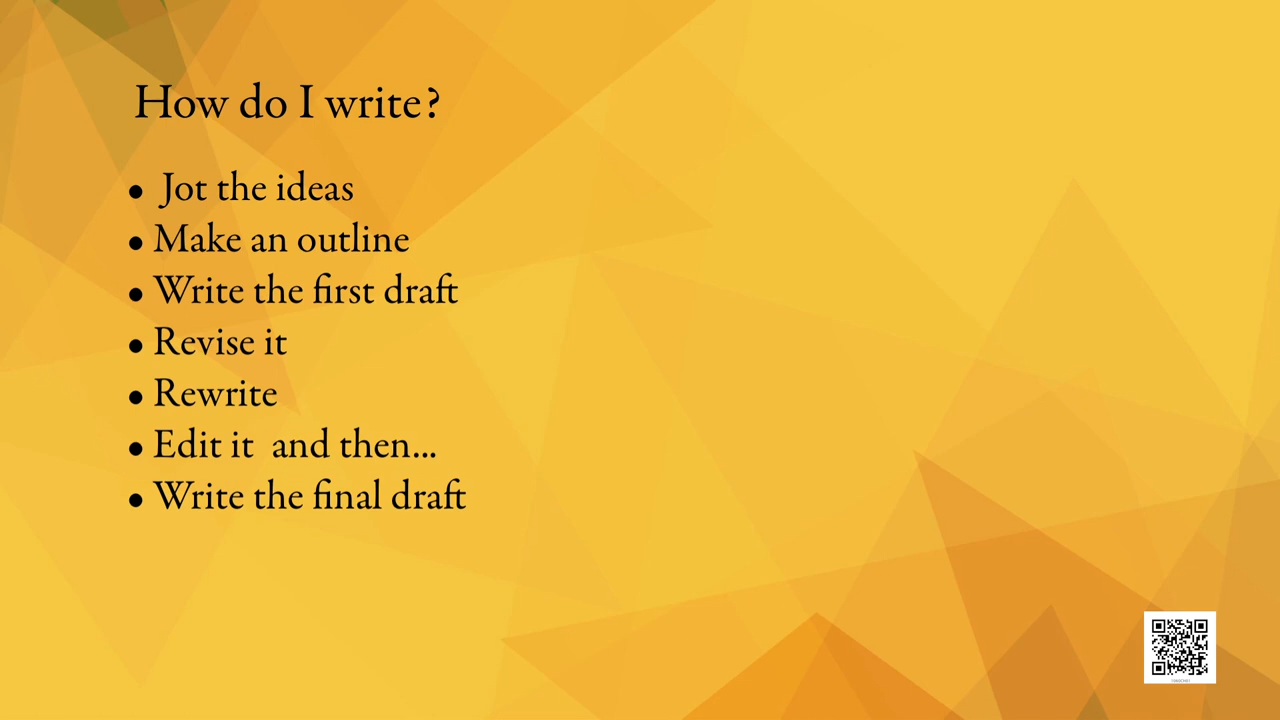 How do I write?
• Jot the ideas
• Make an outline
• Write the first draft
• Revise it
• Rewrite
• Edit it  and then...
• Write the final draft